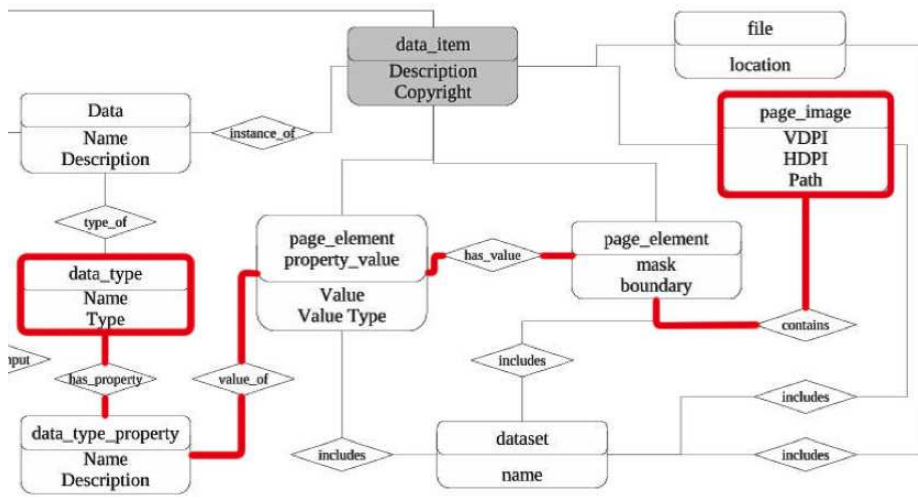 data_item
Description
Copyright
file
location
Data
Name
Description
instance_of
page_image
VDPI
HDPI
Path
type_of
page_element
property_value
Value
Value Type
has_value
page_element
mask
boundary
data_type
Name
Type
contains
nput
has_property
value_of
includes
data_type_property
Name
Description
includes
dataset
name
includes
includes